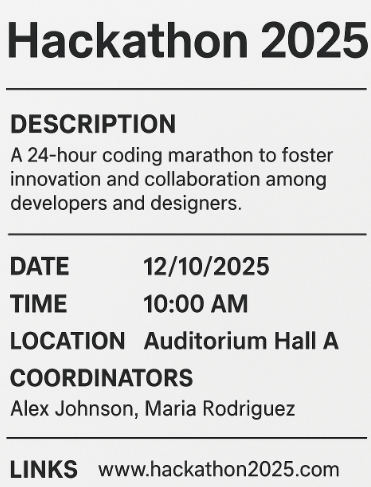 Hackathon 2025
DESCRIPTION
A 24-hour coding marathon to foster
innovation and collaboration among
developers and designers.
DATE 12/10/2025
TIME 10:00 AM
LOCATION Auditorium Hall A
COORDINATORS
Alex Johnson, Maria Rodriguez
LINKS www.hackathon2025.com